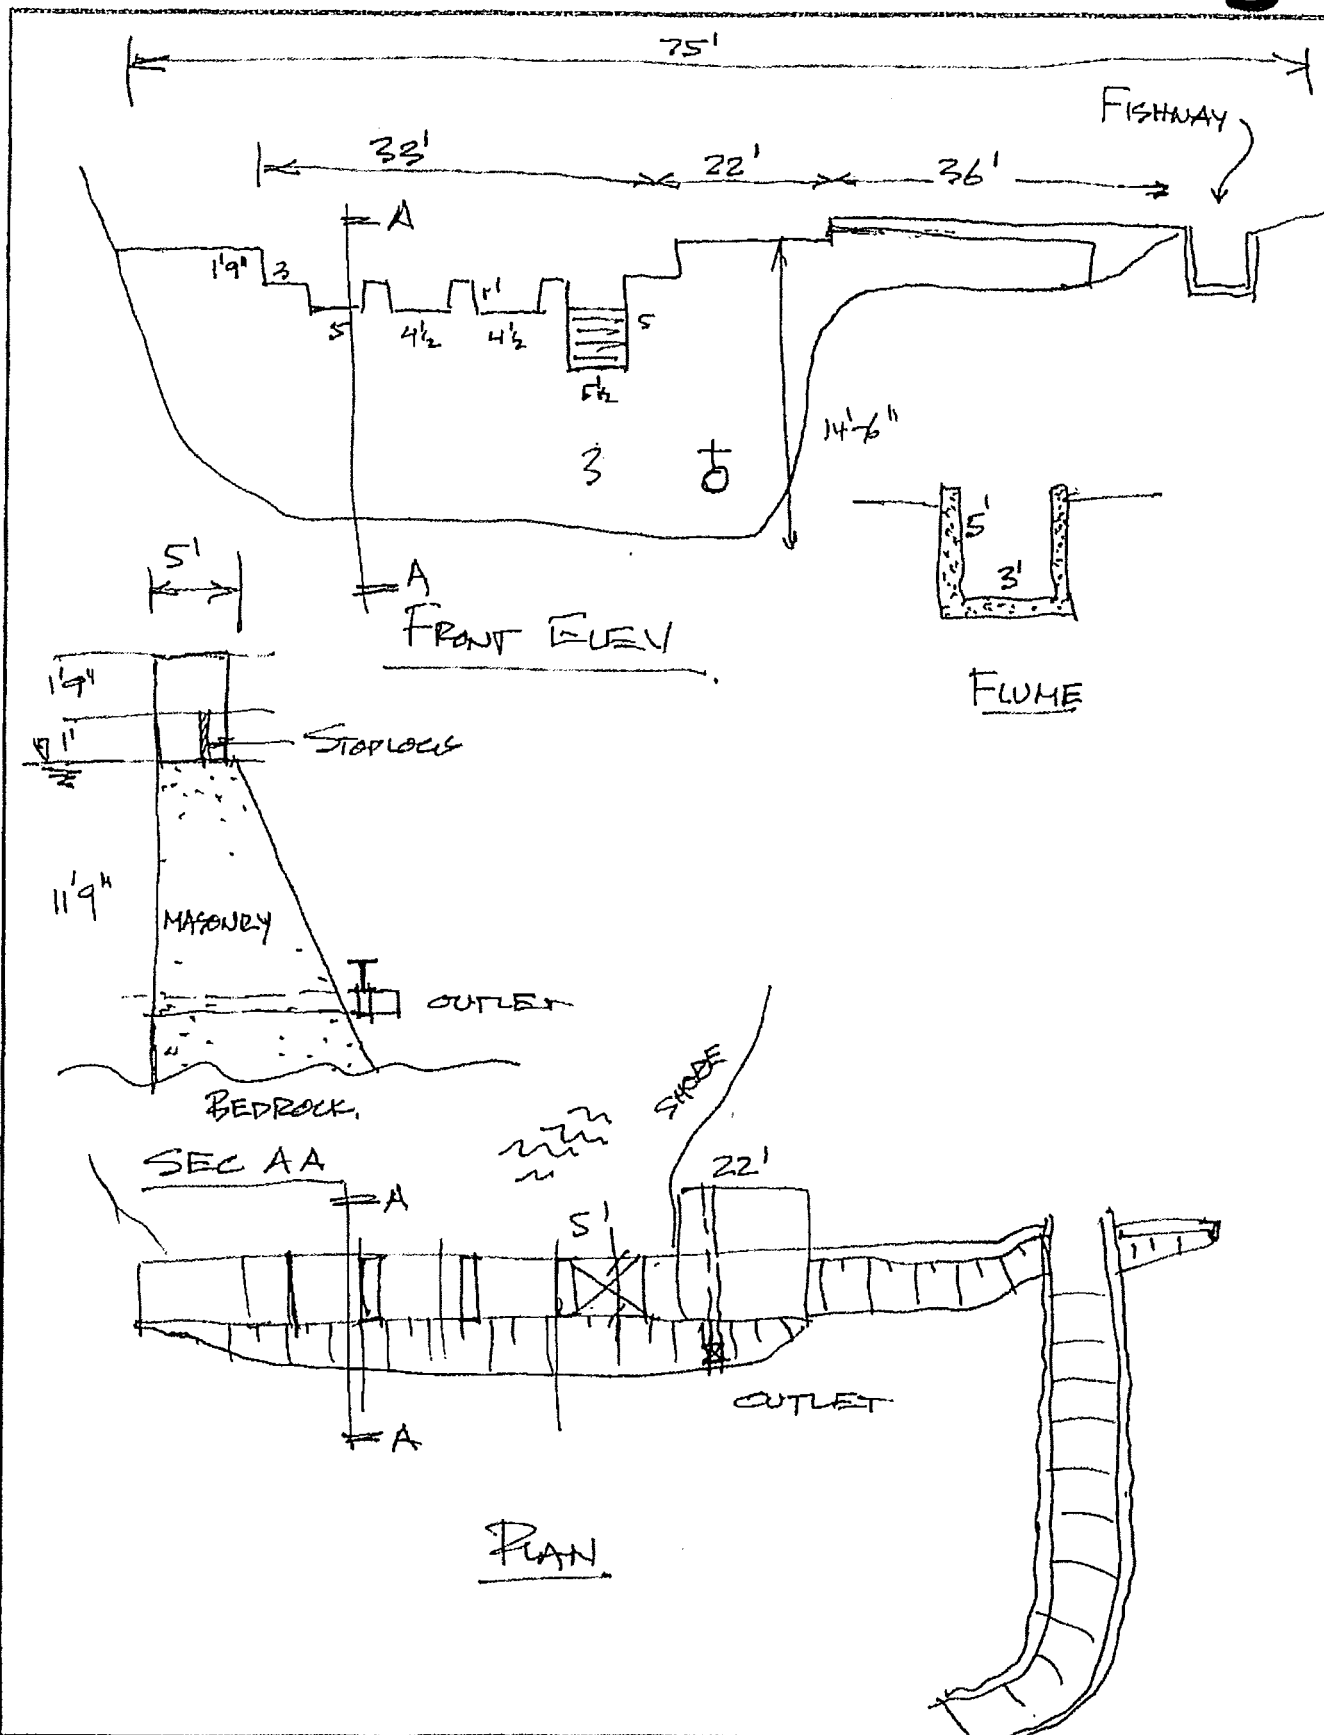 75'
FISHWAY
33'
22'
36'
A
1'9"
3
1'
5
4½
4½
5
5½
3
14'-6"
A
FRONT ELEV.
5'
3'
FLUME
5'
1'9"
1'
STOPLOGS
11'9"
MASONRY
OUTLET
BEDROCK.
SEC AA
SHORE
22'
A
5'
OUTLET
A
PLAN.